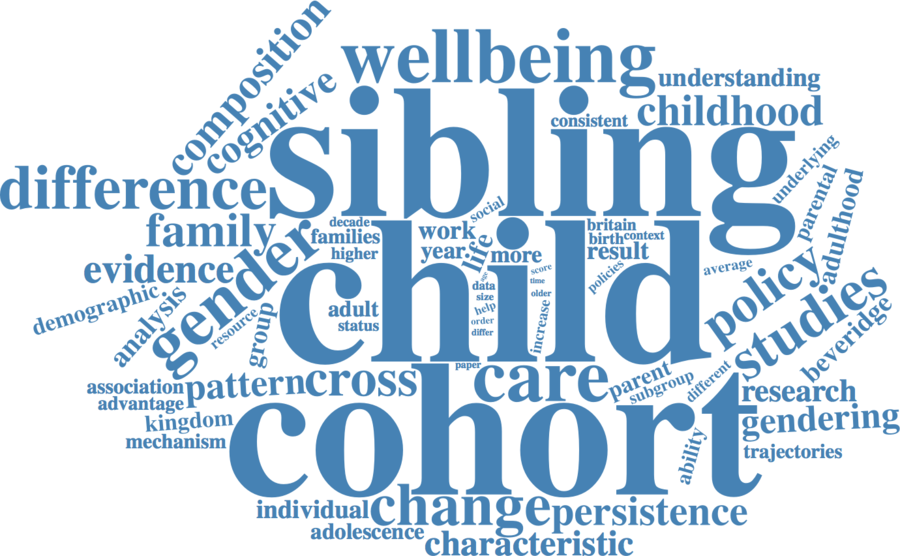 composition
wellbeing
cognitive
understanding
childhood
consistent
sibling
difference
underlying
parental
adulthood
family
decade
families
higher
work
year
social
life
more
britain
birth
context
result
evidence
gender
child
policies
average
policy
demographic
analysis
resource
group
adult
status
data
size
help
order
differ
score
time
older
increase
studies
beveridge
paper
association
advantage
pattern
cross
care
parent
subgroup
different
research
kingdom
mechanism
cohort
gendering
ability
trajectories
individual
change
persistence
adolescence
characteristic